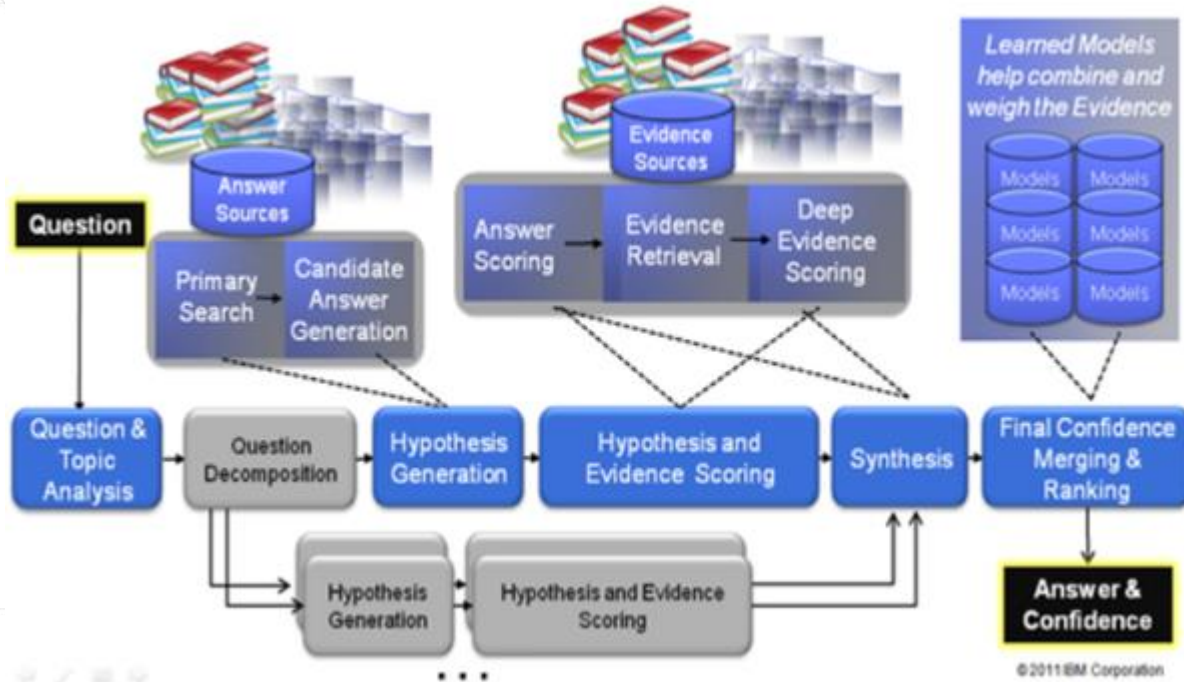 Learned Models
help combine and
weigh the Evidence
Models
Models
Models
Models
Models
Models
Answer
Sources
Evidence
Sources
Question
Primary
Search
Candidate
Answer
Generation
Answer
Scoring
Evidence
Retrieval
Deep
Evidence
Scoring
Question &
Topic
Analysis
Question
Decomposition
Hypothesis
Generation
Hypothesis and
Evidence Scoring
Synthesis
Final Confidence
Merging &
Ranking
Hypothesis
Generation
Hypothesis and Evidence
Scoring
Answer &
Confidence
. . .
©2011 IBM Corporation